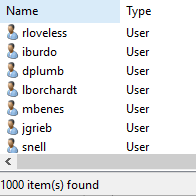 Name Type
rloveless User
iburdo User
dplumb User
lborchardt User
mbenes User
jgrieb User
snell User
1000 item(s) found